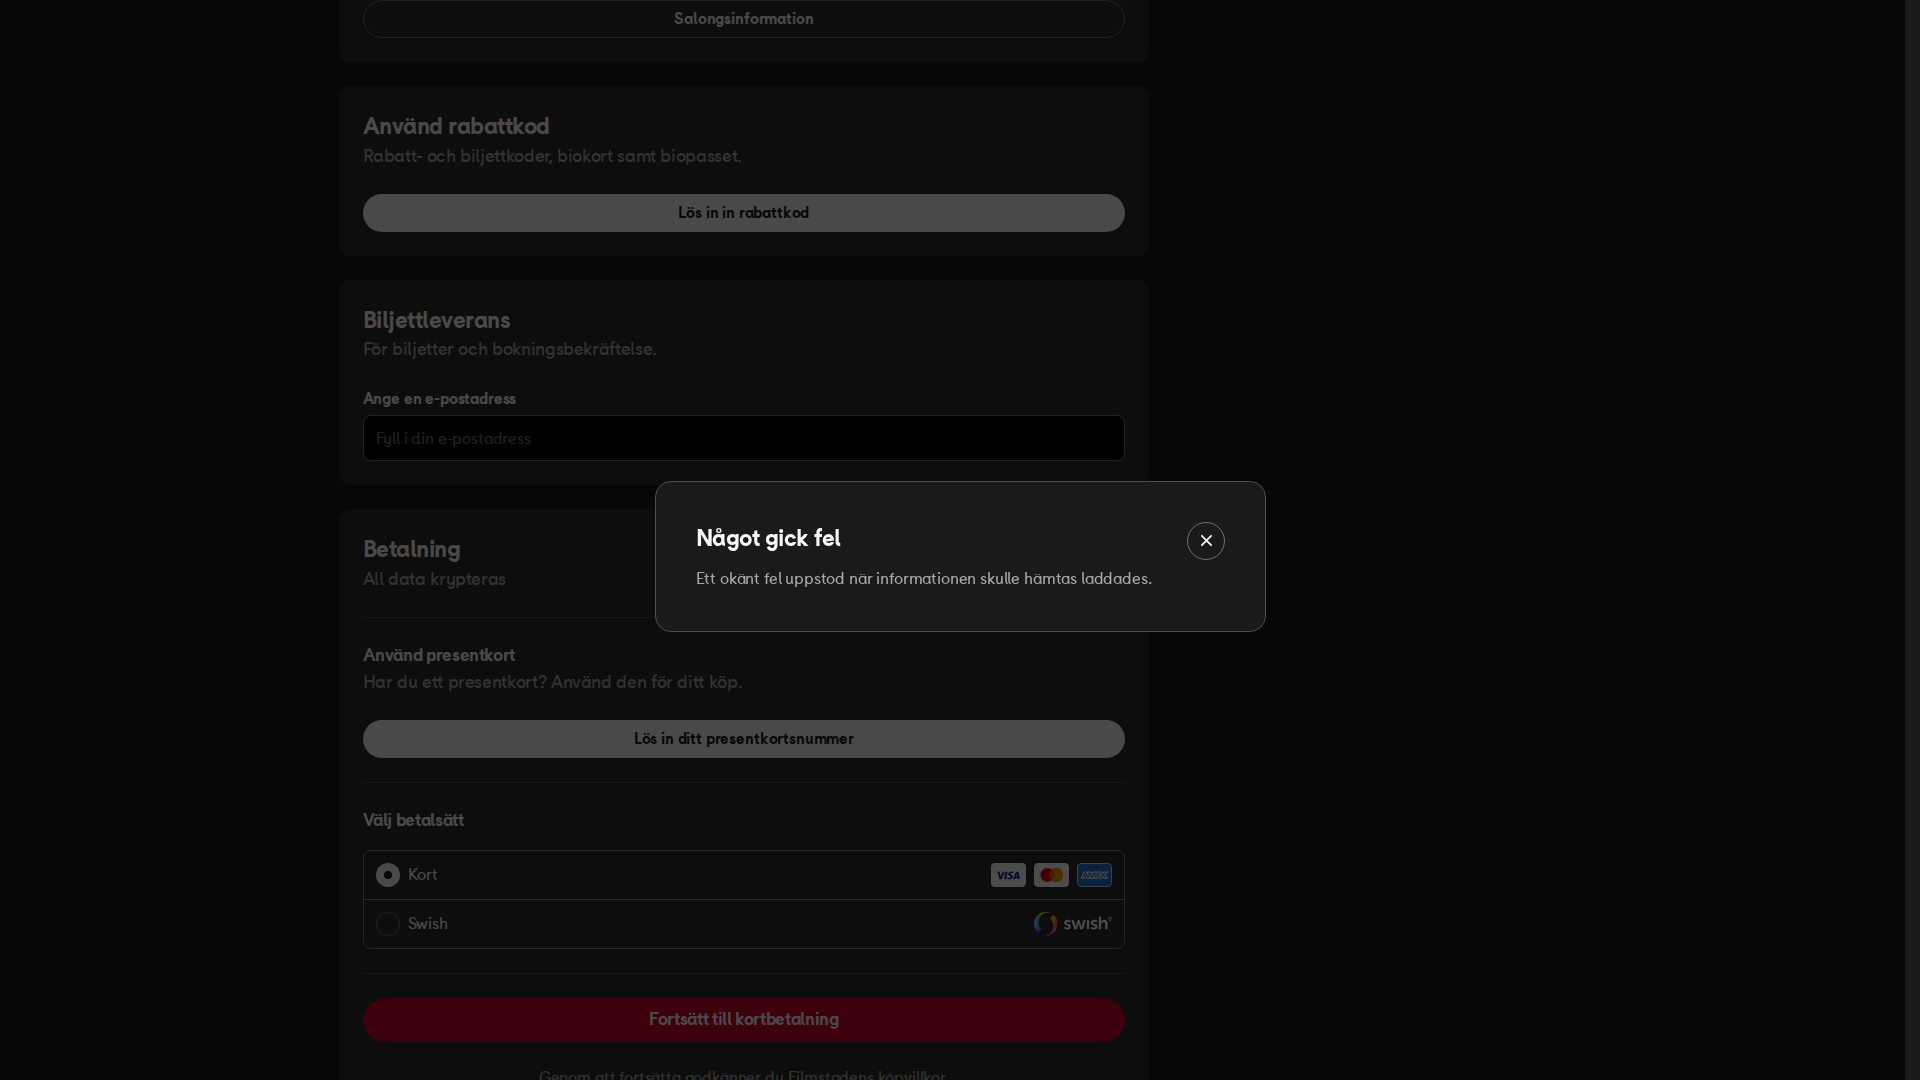 Salongsinformation
Använd rabattkod
Rabatt- och biljettkoder, biokort samt biopasset.
Lös in in rabattkod
Biljettleverans
För biljetter och bokningsbekräftelse.
Ange en e-postadress
Fyll i din e-postadress
Något gick fel
Ett okänt fel uppstod när informationen skulle hämtas laddades.
Betalning
All data krypteras
Använd presentkort
Har du ett presentkort? Använd den för ditt köp.
Lös in ditt presentkortsnummer
Välj betalsätt
Kort VISA AMEX
Swish swish
Fortsätt till kortbetalning
Genom att fortsätta godkänner du Filmstadens köpvillkor